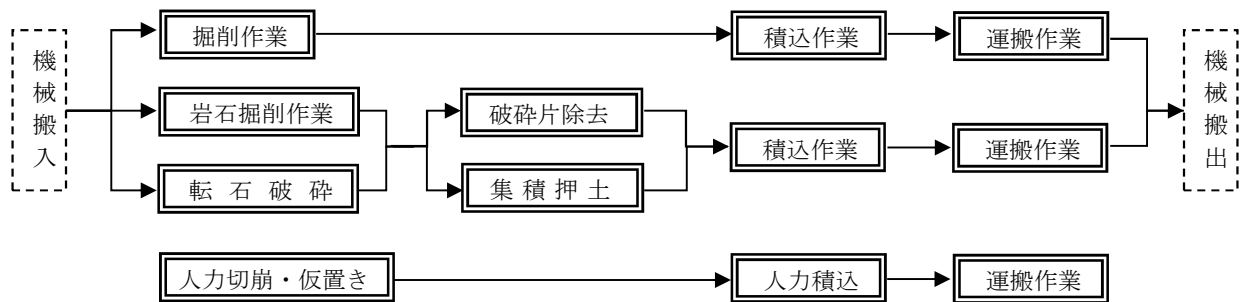 機械搬入
掘削作業
積込作業
運搬作業
機械搬出
岩石掘削作業
破砕片除去
積込作業
運搬作業
転石破砕
集積押土
人力切崩・仮置き
人力積込
運搬作業